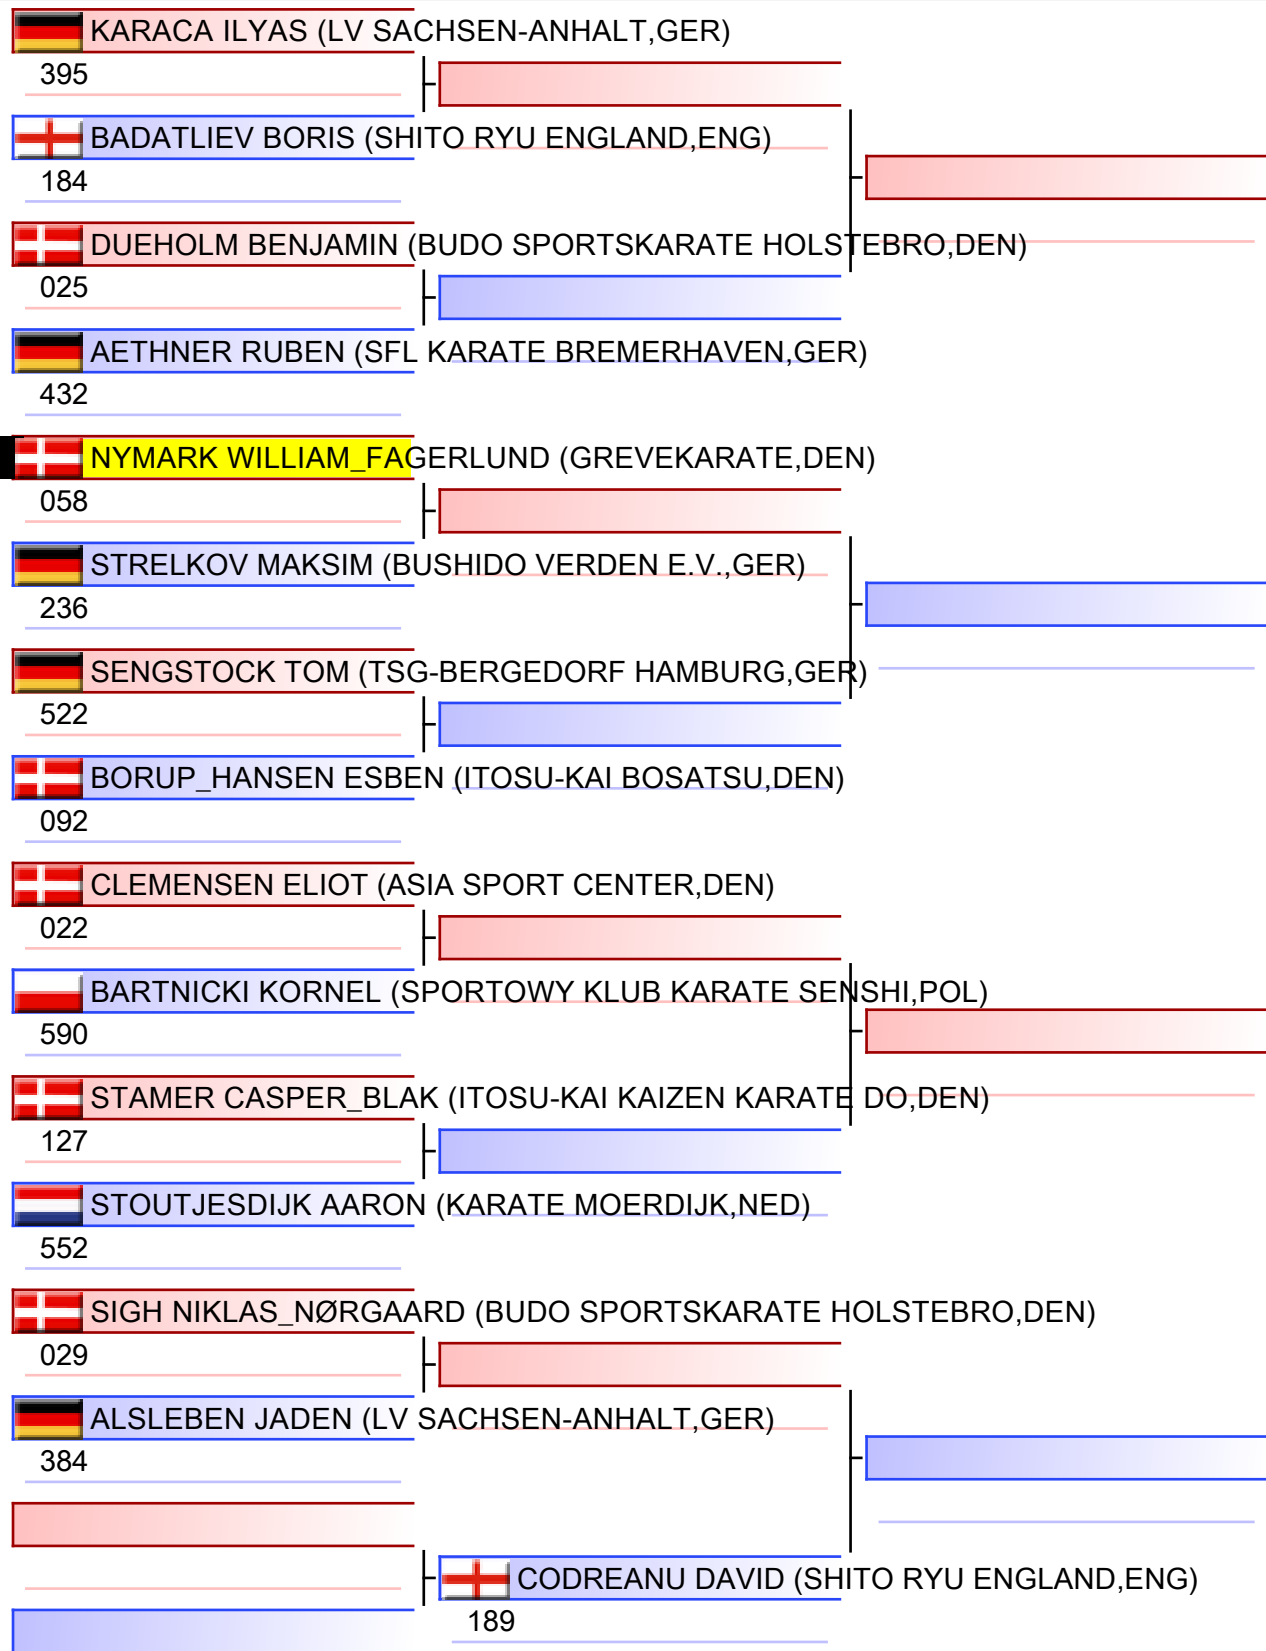 KARACA ILYAS (LV SACHSEN-ANHALT,GER)
395
BADATLIEV BORIS (SHITO RYU ENGLAND,ENG)
184
DUEHOLM BENJAMIN (BUDO SPORTSKARATE HOLSTEBRO,DEN)
025
AETHNER RUBEN (SFL KARATE BREMERHAVEN,GER)
432
NYMARK WILLIAM_FAGERLUND (GREVEKARATE,DEN)
058
STRELKOV MAKSIM (BUSHIDO VERDEN E.V.,GER)
236
SENGSTOCK TOM (TSG-BERGEDORF HAMBURG,GER)
522
BORUP_HANSEN ESBEN (ITOSU-KAI BOSATSU,DEN)
092
CLEMENSEN ELIOT (ASIA SPORT CENTER,DEN)
022
BARTNICKI KORNEL (SPORTOWY KLUB KARATE SENSHI,POL)
590
STAMER CASPER_BLAK (ITOSU-KAI KAIZEN KARATE DO,DEN)
127
STOUTJESDIJK AARON (KARATE MOERDIJK,NED)
552
SIGH NIKLAS_NØRGAARD (BUDO SPORTSKARATE HOLSTEBRO,DEN)
029
ALSLEBEN JADEN (LV SACHSEN-ANHALT,GER)
384
CODREANU DAVID (SHITO RYU ENGLAND,ENG)
189